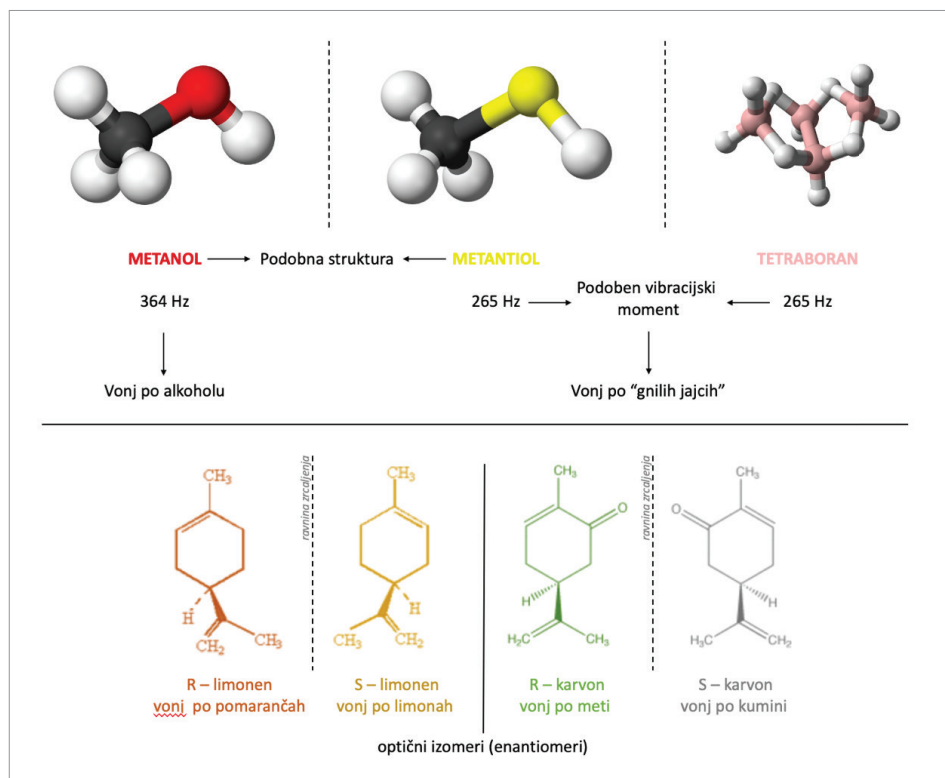 METANOL
Podobna struktura
METANTIOL
TETRABORAN
364 Hz
265 Hz
Podoben vibracijski
moment
265 Hz
Vonj po alkoholu
Vonj po “gnilih jajcih”
CH₃
H
CH₂
CH₃
ravnina zrcaljenja
CH₃
H
CH₃
CH₂
CH₃
O
H
H₂C
CH₃
ravnina zrcaljenja
CH₃
O
H
H₃C
CH₂
R – limonen
vonj po pomarančah
S – limonen
vonj po limonah
R – karvon
vonj po meti
S – karvon
vonj po kumini
optični izomeri (enantiomeri)